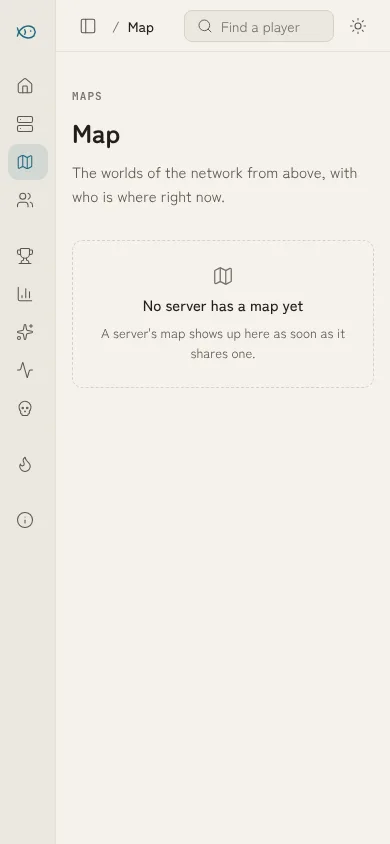 / Map
Find a player
MAPS
Map
The worlds of the network from above, with
who is where right now.
No server has a map yet
A server's map shows up here as soon as it
shares one.